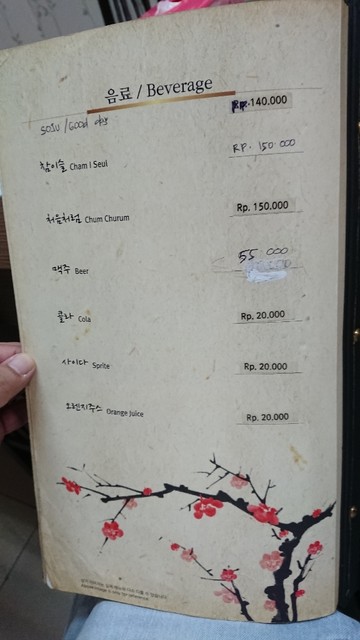 음료 / Beverage
SOJU / GOOD day Rp. 140.000
참이슬 Cham I Seul RP. 150.000
처음처럼 Chum Churum Rp. 150.000
맥주 Beer 55 000
콜라 Cola Rp. 20.000
사이다 Sprite Rp. 20.000
오렌지주스 Orange Juice Rp. 20.000